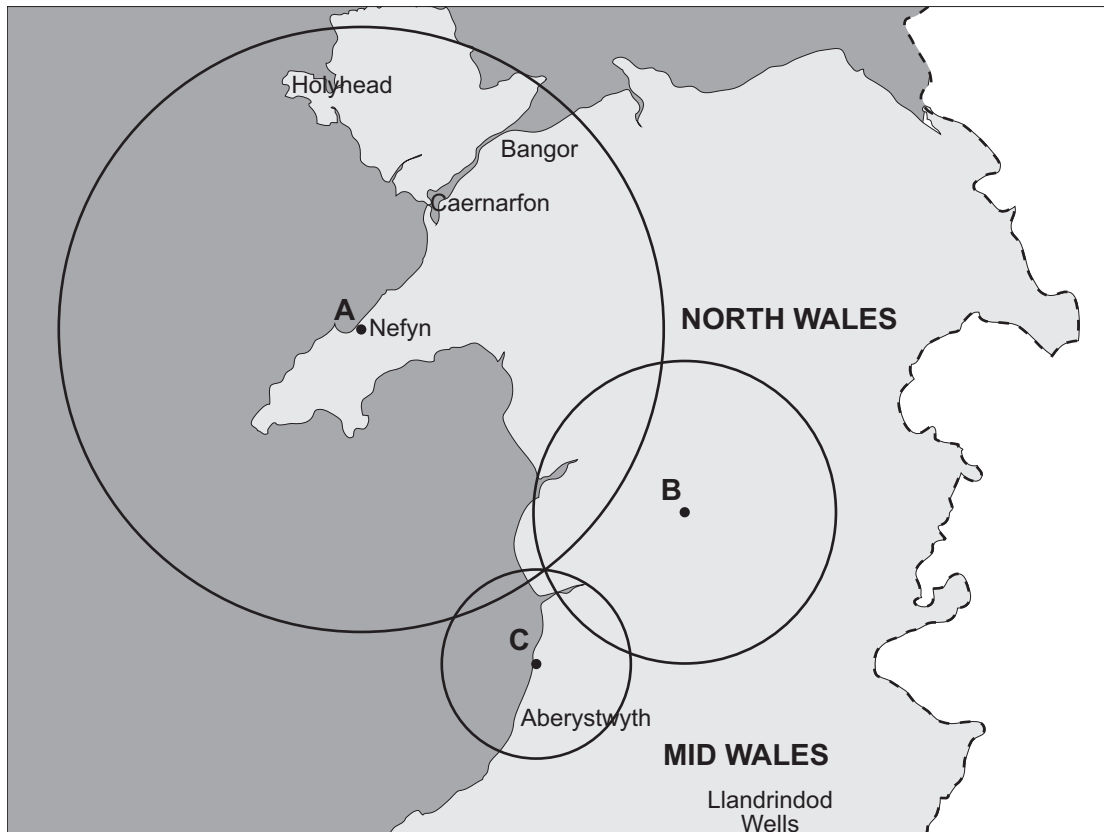 Holyhead
Bangor
Caernarfon
A
Nefyn
NORTH WALES
B
C
Aberystwyth
MID WALES
Llandrindod
Wells